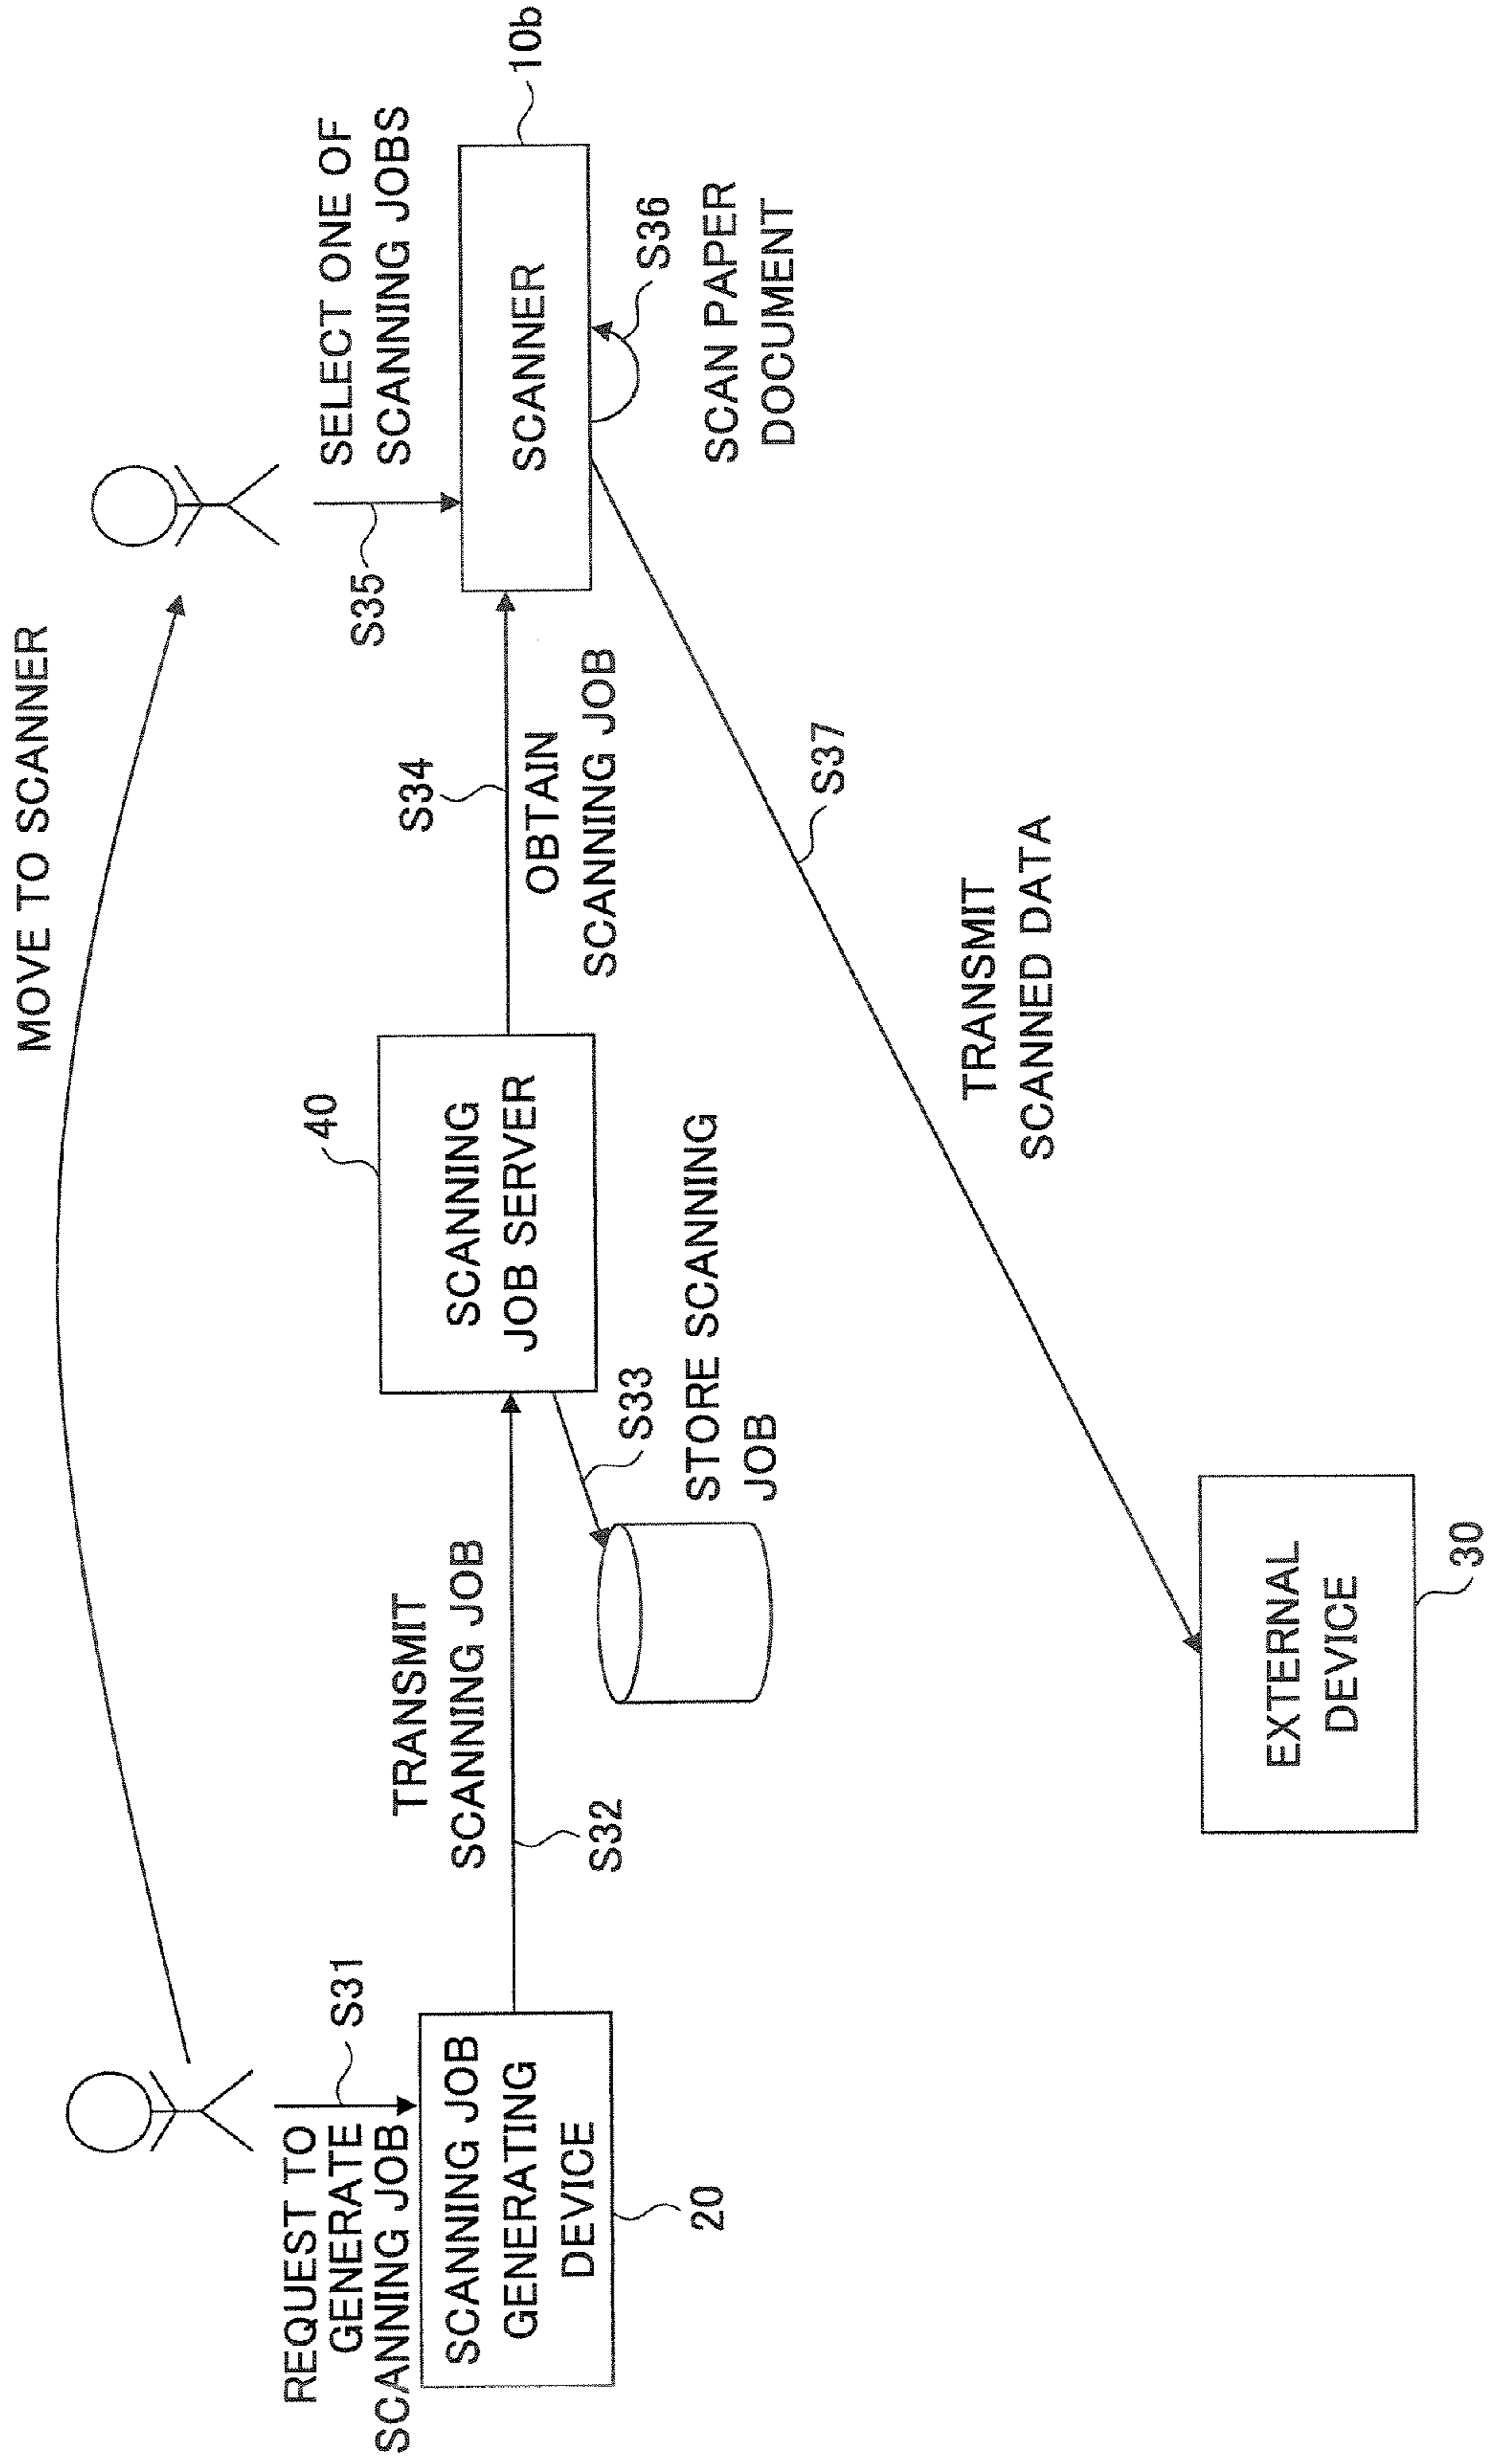 MOVE TO SCANNER
REQUEST TO
GENERATE
SCANNING JOB
S31
SCANNING JOB
GENERATING
DEVICE
20
TRANSMIT
SCANNING JOB
S32
40
SCANNING
JOB SERVER
S33
STORE SCANNING
JOB
S34
OBTAIN
SCANNING JOB
S35
SELECT ONE OF
SCANNING JOBS
10b
SCANNER
S36
SCAN PAPER
DOCUMENT
S37
TRANSMIT
SCANNED DATA
EXTERNAL
DEVICE
30